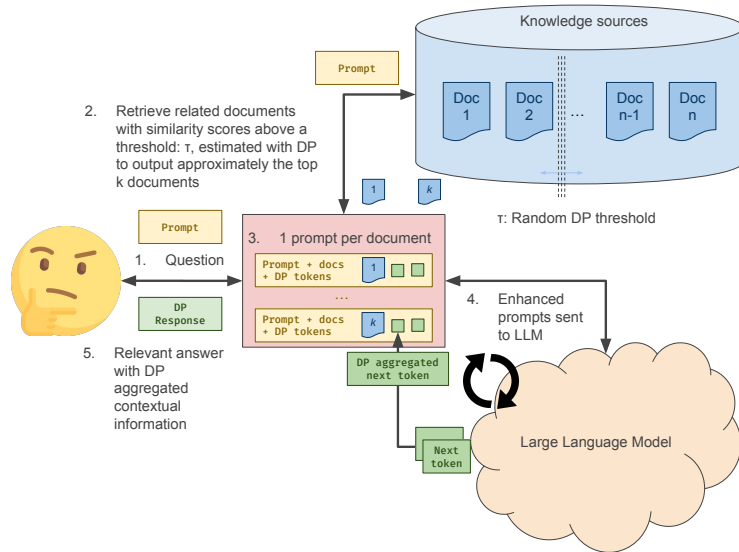 Knowledge sources
Prompt
Doc
1
Doc
2
...
Doc
n-1
Doc
n
2. Retrieve related documents
with similarity scores above a
threshold: τ, estimated with DP
to output approximately the top
k documents
1
k
τ: Random DP threshold
Prompt
1. Question
DP
Response
5. Relevant answer
with DP
aggregated
contextual
information
3. 1 prompt per document
Prompt + docs
+ DP tokens
1
...
Prompt + docs
+ DP tokens
k
4. Enhanced
prompts sent
to LLM
DP aggregated
next token
Next
token
Large Language Model